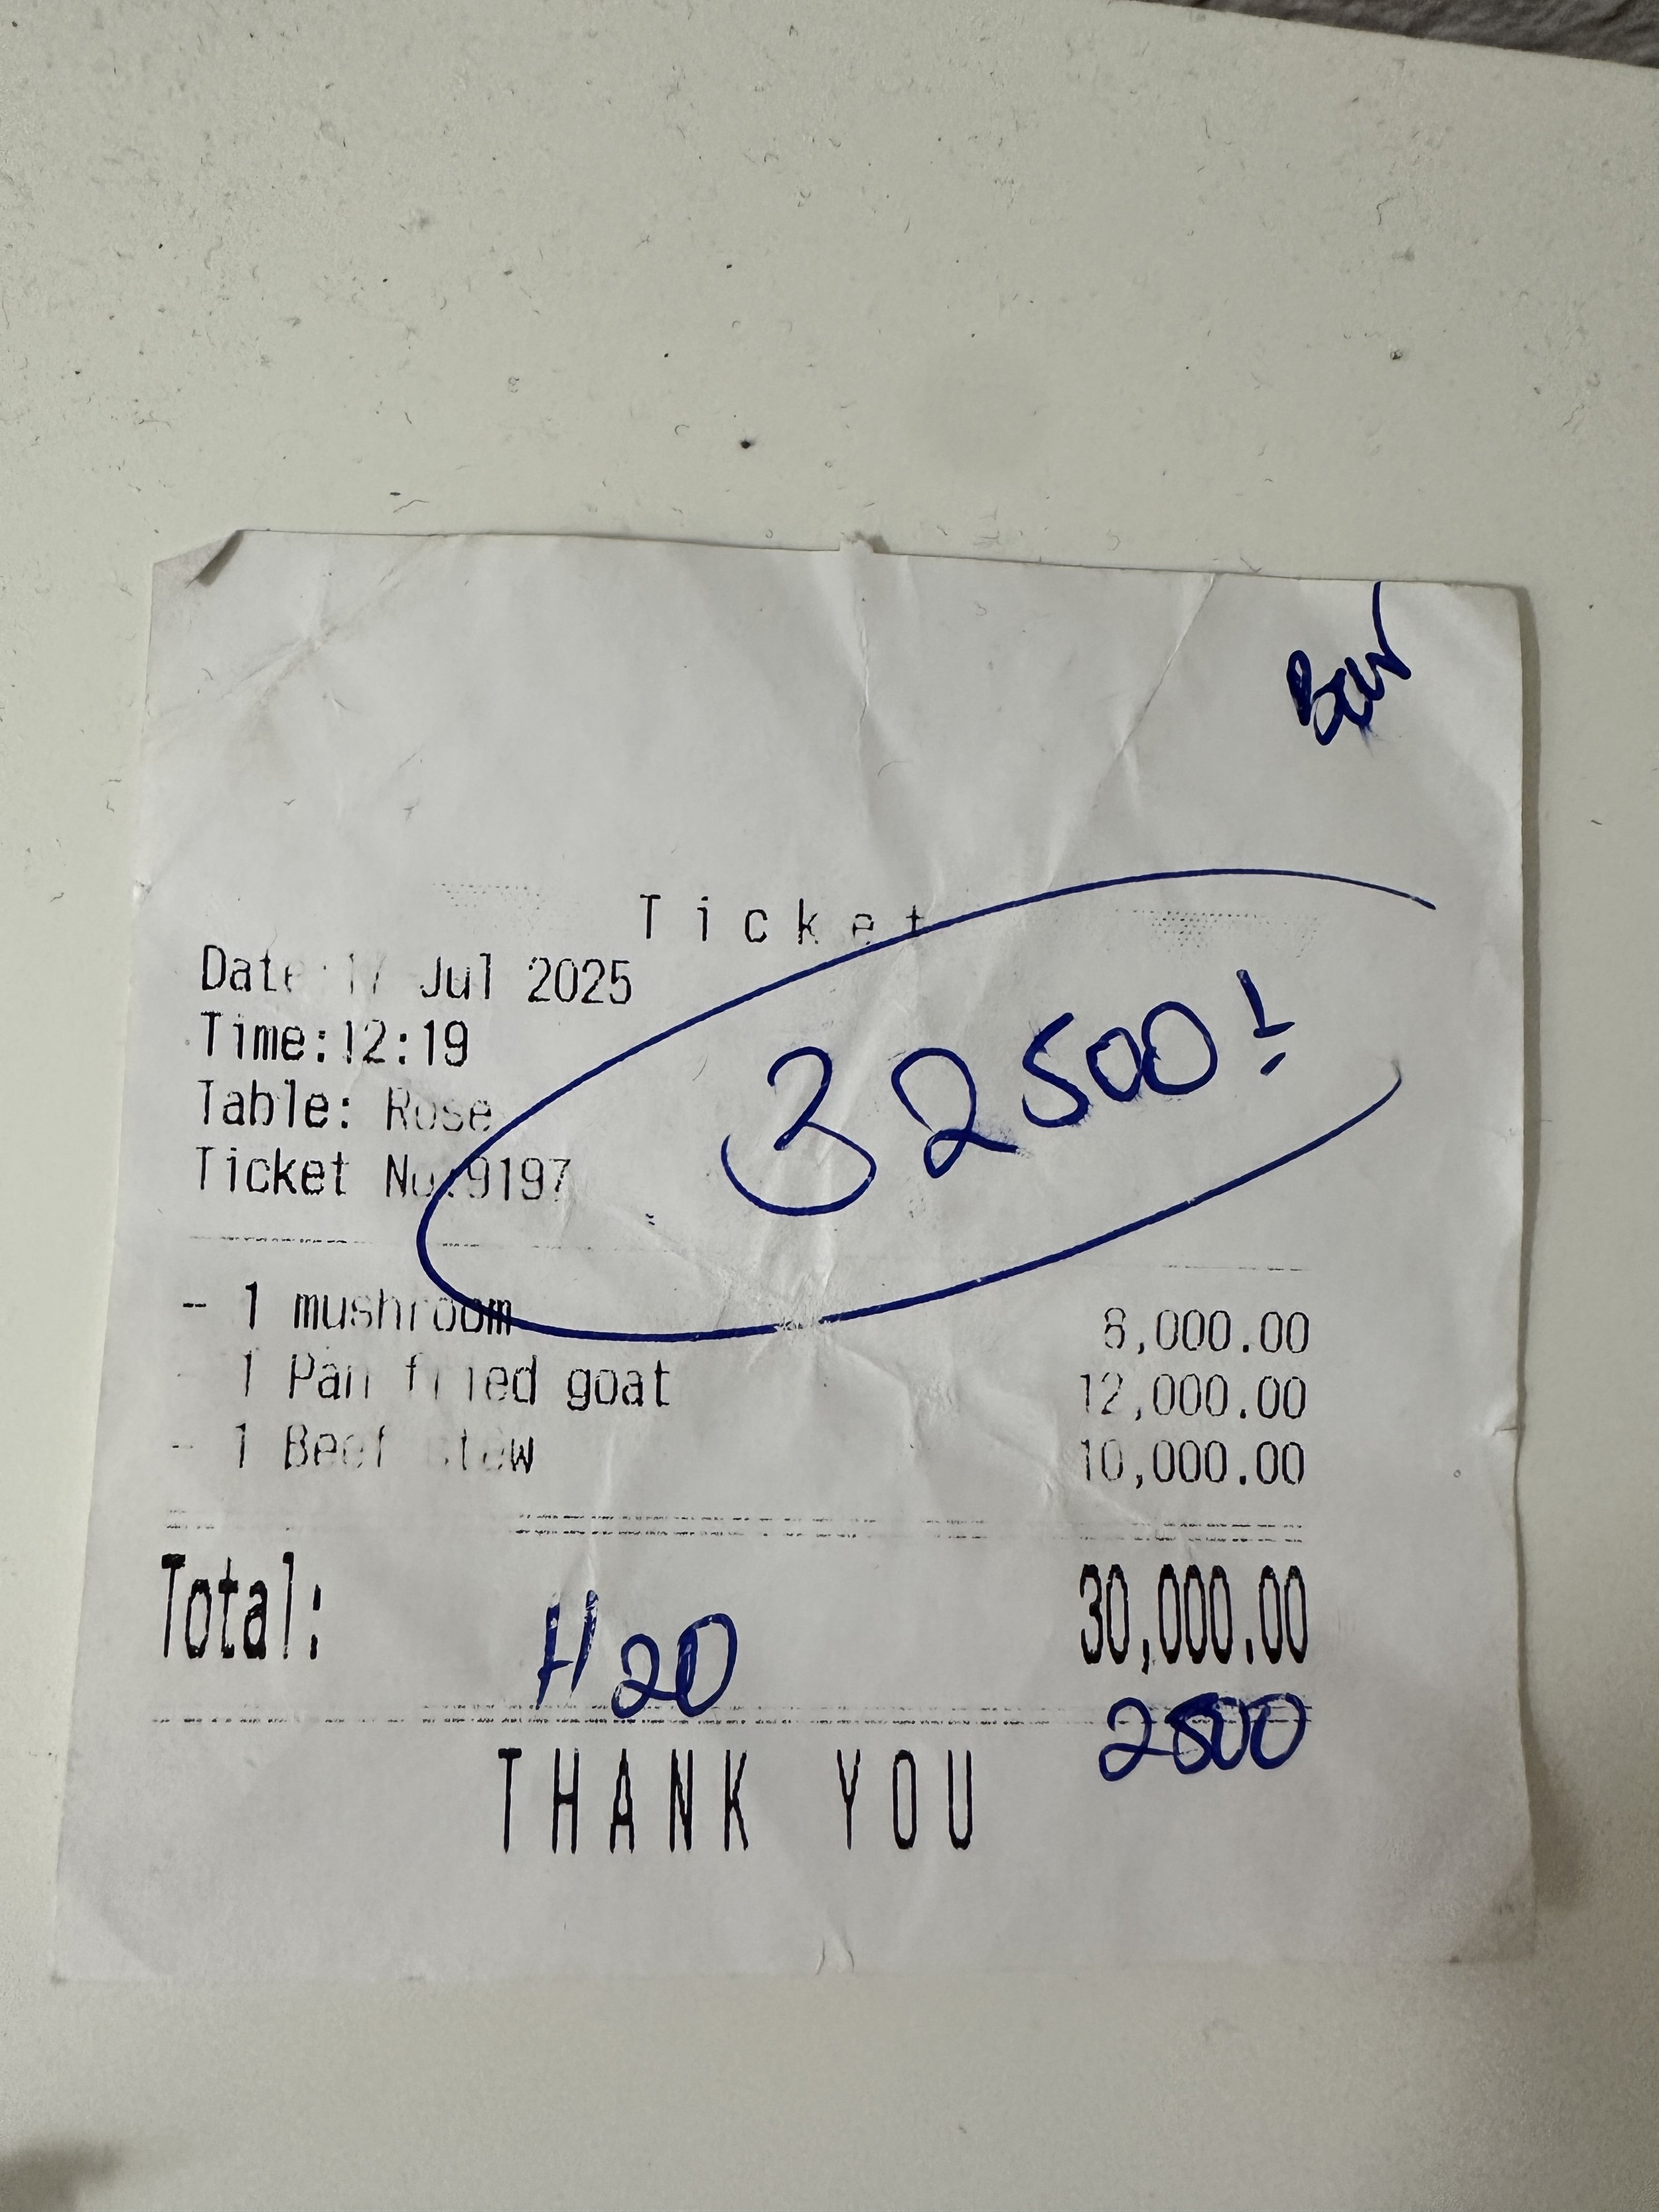 Bar
Ticket
Date:17 Jul 2025
Time:12:19
Table: Rose
Ticket No:9197
32500!
- 1 mushroom 8,000.00
- 1 Pan fried goat 12,000.00
- 1 Beef stew 10,000.00
Total: 30,000.00
H20 2500
THANK YOU